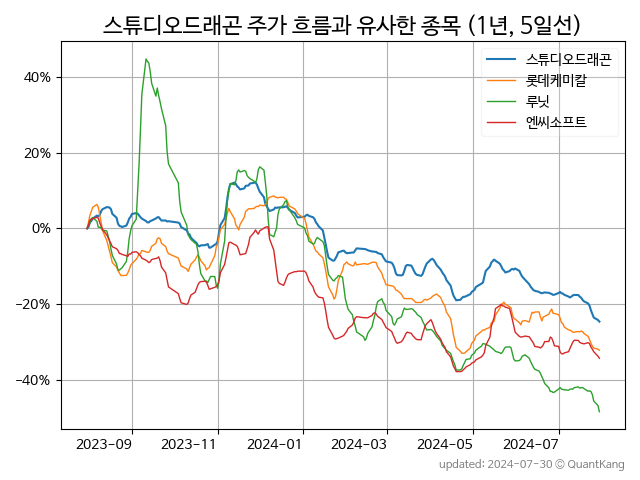 스튜디오드래곤 주가 흐름과 유사한 종목 (1년, 5일선)
스튜디오드래곤
롯데케미칼
루닛
엔씨소프트
40%
20%
0%
−20%
−40%
2023-09
2023-11
2024-01
2024-03
2024-05
2024-07
updated: 2024-07-30 © QuantKang